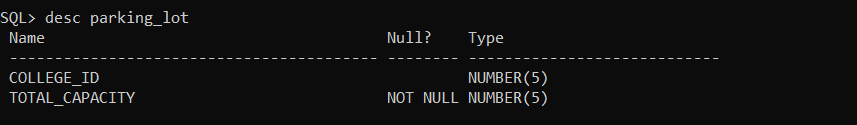 SQL> desc parking_lot
 Name                                      Null?    Type
 ----------------------------------------- -------- ----------------------------
 COLLEGE_ID                                         NUMBER(5)
 TOTAL_CAPACITY                            NOT NULL NUMBER(5)